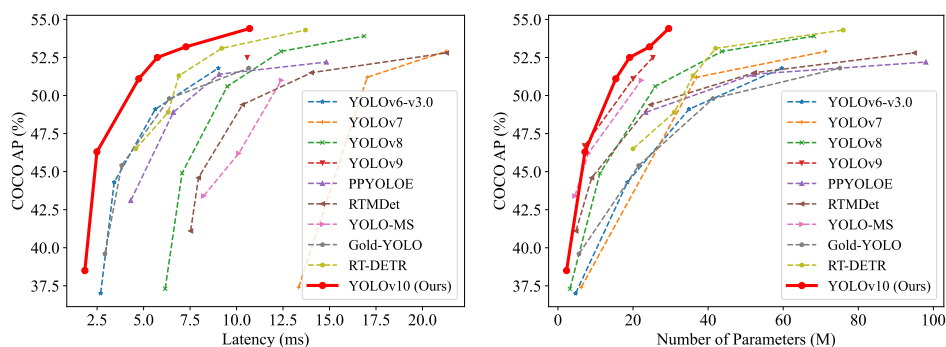 COCO AP (%)
55.0
52.5
50.0
47.5
45.0
42.5
40.0
37.5
YOLOv6-v3.0
YOLOv7
YOLOv8
YOLOv9
PPYOLOE
RTMDet
YOLO-MS
Gold-YOLO
RT-DETR
YOLOv10 (Ours)
2.5 5.0 7.5 10.0 12.5 15.0 17.5 20.0
Latency (ms)
COCO AP (%)
55.0
52.5
50.0
47.5
45.0
42.5
40.0
37.5
YOLOv6-v3.0
YOLOv7
YOLOv8
YOLOv9
PPYOLOE
RTMDet
YOLO-MS
Gold-YOLO
RT-DETR
YOLOv10 (Ours)
0 20 40 60 80 100
Number of Parameters (M)